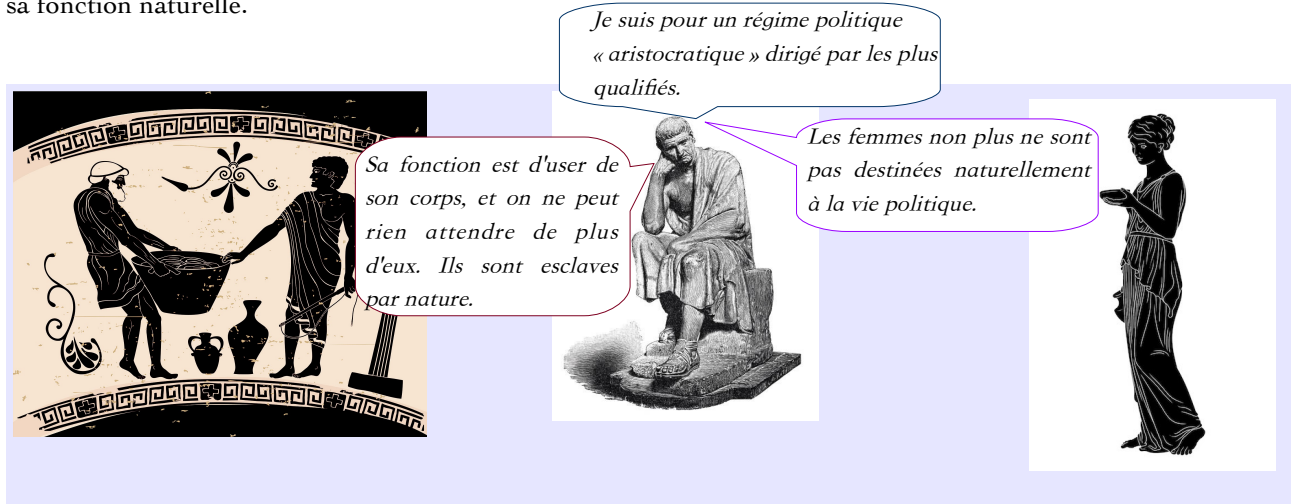 sa fonction naturelle.
Je suis pour un régime politique
« aristocratique » dirigé par les plus
qualifiés.
Sa fonction est d'user de
son corps, et on ne peut
rien attendre de plus
d'eux. Ils sont esclaves
par nature.
Les femmes non plus ne sont
pas destinées naturellement
à la vie politique.